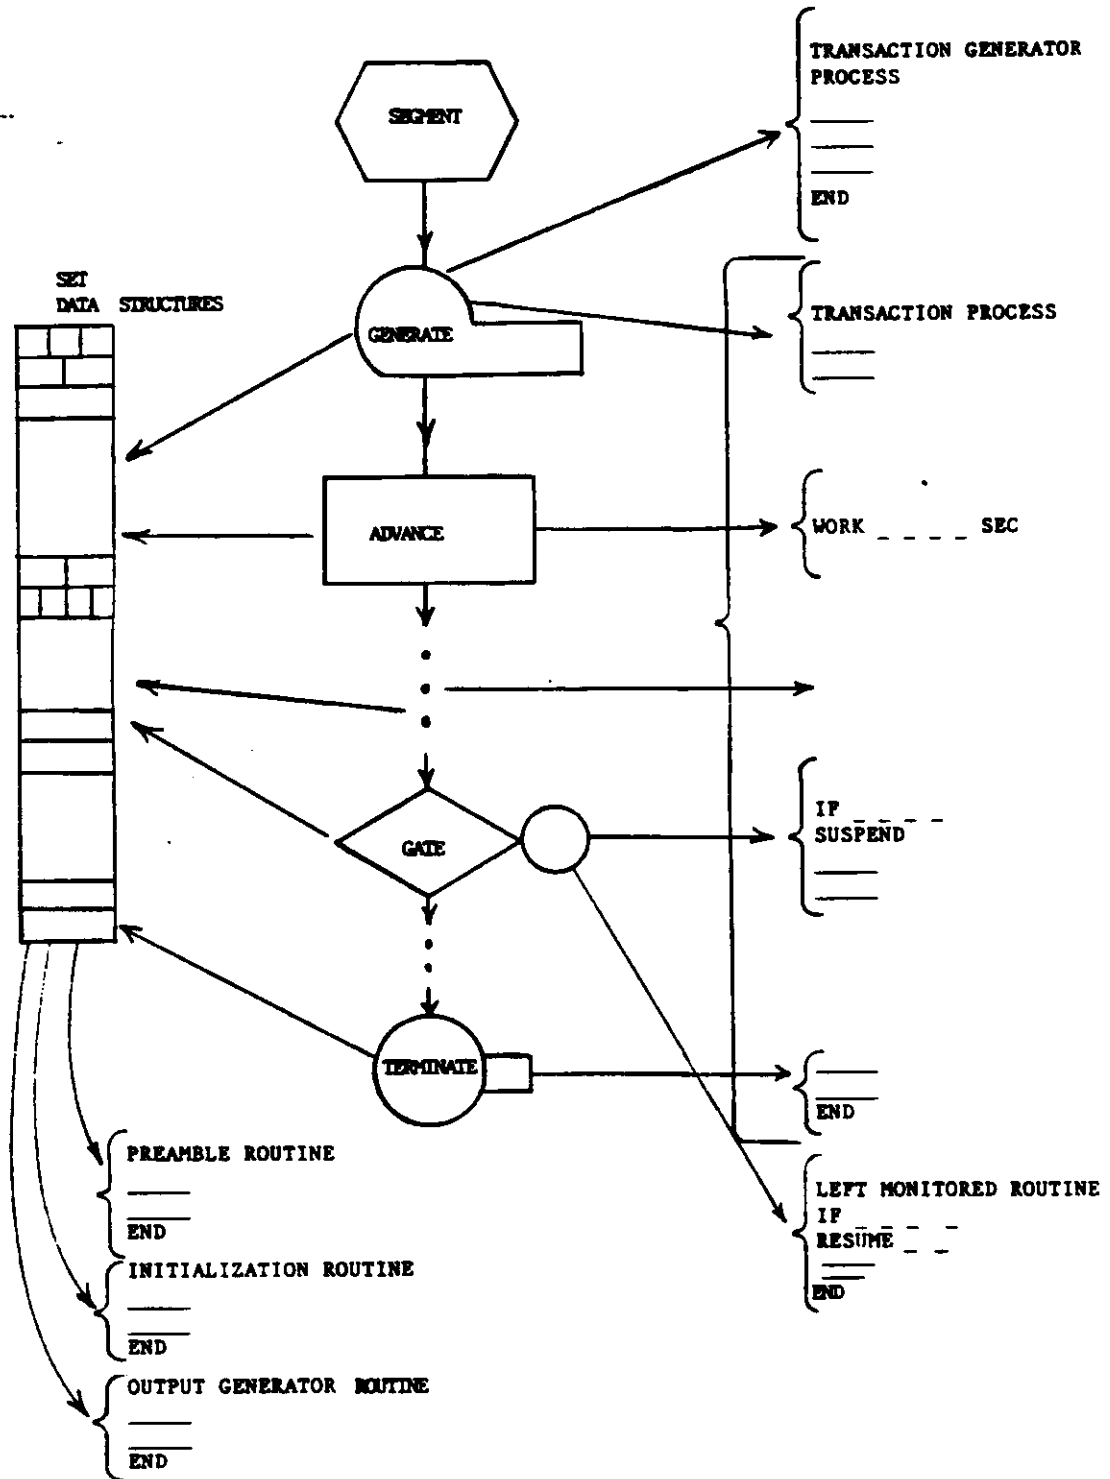 TRANSACTION GENERATOR
PROCESS
END
SEGMENT
SET
DATA STRUCTURES
GENERATE
TRANSACTION PROCESS
ADVANCE
WORK _ _ _ _ SEC
GATE
IF _ _ _ _
SUSPEND
TERMINATE
END
PREAMBLE ROUTINE
END
LEFT MONITORED ROUTINE
IF _ _ _ _
RESUME _ _
END
INITIALIZATION ROUTINE
END
OUTPUT GENERATOR ROUTINE
END